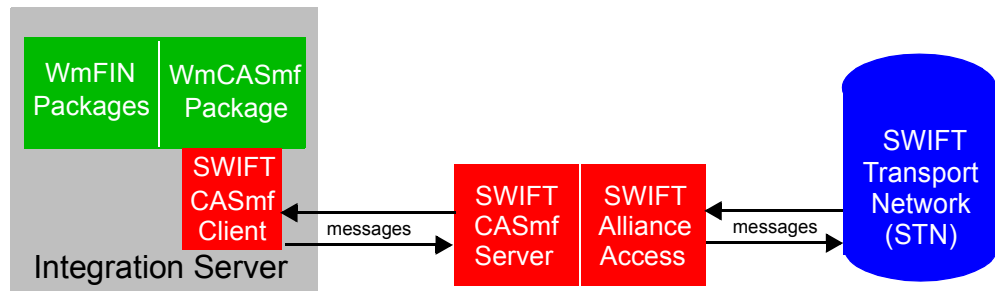 WmFIN
Packages
WmCASmf
Package
SWIFT
CASmf
Client
Integration Server
messages
SWIFT
CASmf
Server
SWIFT
Alliance
Access
messages
SWIFT
Transport
Network
(STN)